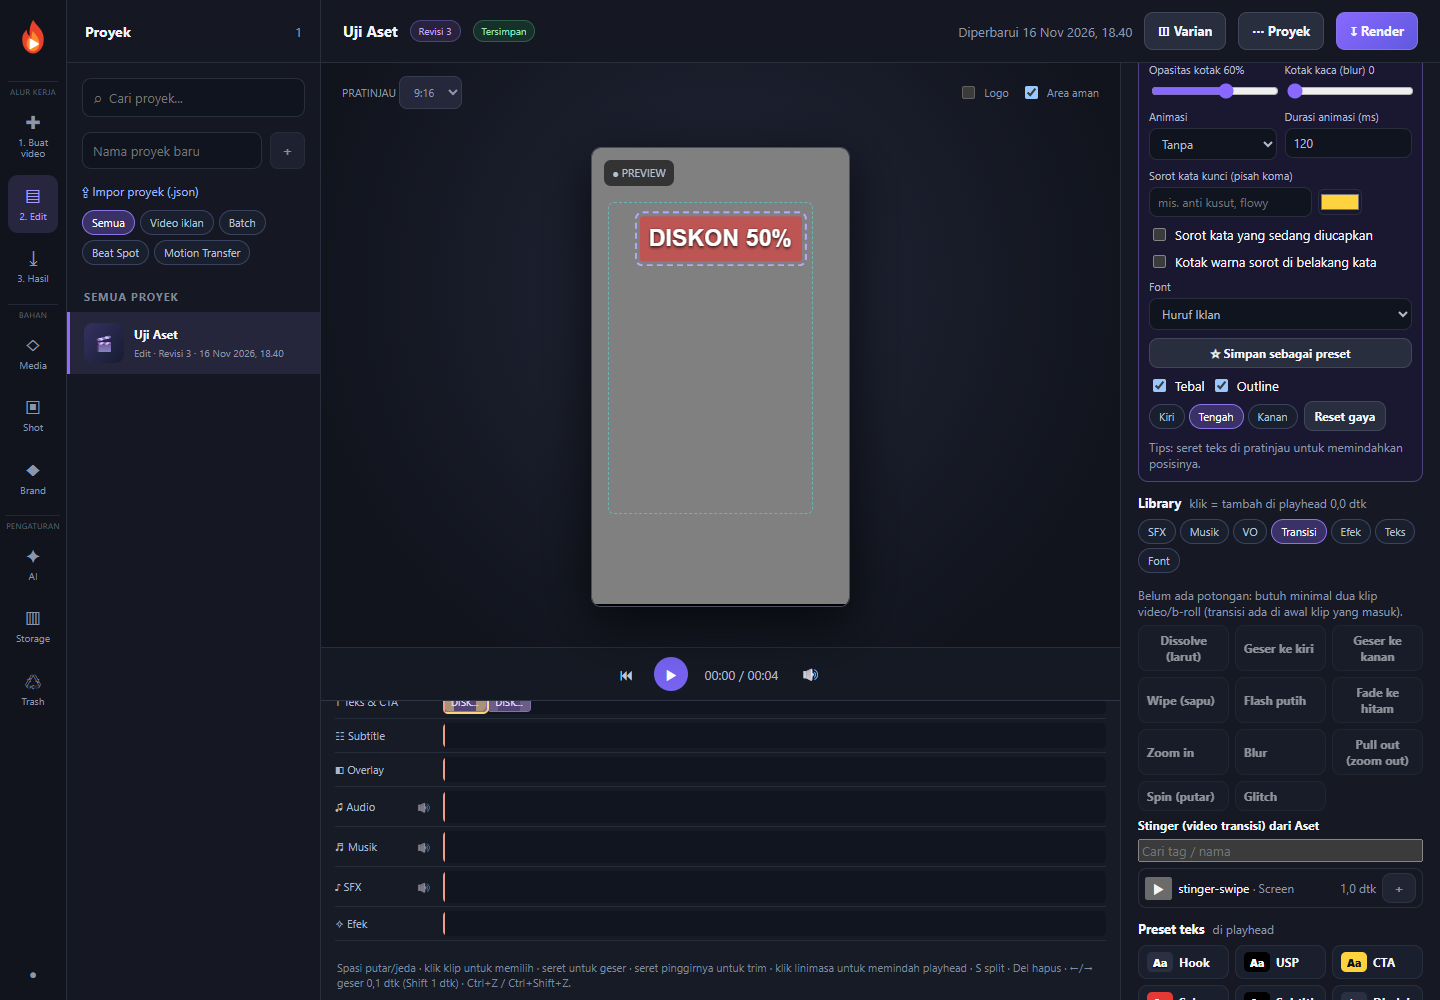 ALUR KERJA
1. Buat
video
2. Edit
3. Hasil
BAHAN
Media
Shot
Brand
PENGATURAN
AI
Storage
Trash
Proyek
1
Cari proyek...
Nama proyek baru
+
Impor proyek (.json)
Semua
Video iklan
Batch
Beat Spot
Motion Transfer
SEMUA PROYEK
Uji Aset
Edit · Revisi 3 · 16 Nov 2026, 18.40
Uji Aset
Revisi 3
Tersimpan
Diperbarui 16 Nov 2026, 18.40
Varian
Proyek
Render
PRATINJAU
9:16
Logo
Area aman
PREVIEW
DISKON 50%
00:00 / 00:04
Teks & CTA
DISK...
DISK...
Subtitle
Overlay
Audio
Musik
SFX
Efek
Spasi putar/jeda · klik klip untuk memilih · seret untuk geser · seret pinggirnya untuk trim · klik linimasa untuk memindah playhead · S split · Del hapus · ←/→
geser 0,1 dtk (Shift 1 dtk) · Ctrl+Z / Ctrl+Shift+Z.
Opasitas kotak 60%
Kotak kaca (blur) 0
Animasi
Durasi animasi (ms)
Tanpa
120
Sorot kata kunci (pisah koma)
mis. anti kusut, flowy
Sorot kata yang sedang diucapkan
Kotak warna sorot di belakang kata
Font
Huruf Iklan
☆ Simpan sebagai preset
Tebal
Outline
Kiri
Tengah
Kanan
Reset gaya
Tips: seret teks di pratinjau untuk memindahkan
posisinya.
Library klik = tambah di playhead 0,0 dtk
SFX
Musik
VO
Transisi
Efek
Teks
Font
Belum ada potongan: butuh minimal dua klip
video/b-roll (transisi ada di awal klip yang masuk).
Dissolve
(larut)
Geser ke kiri
Geser ke
kanan
Wipe (sapu)
Flash putih
Fade ke
hitam
Zoom in
Blur
Pull out
(zoom out)
Spin (putar)
Glitch
Stinger (video transisi) dari Aset
Cari tag / nama
stinger-swipe · Screen
1,0 dtk
+
Preset teks di playhead
Aa Hook
Aa USP
Aa CTA